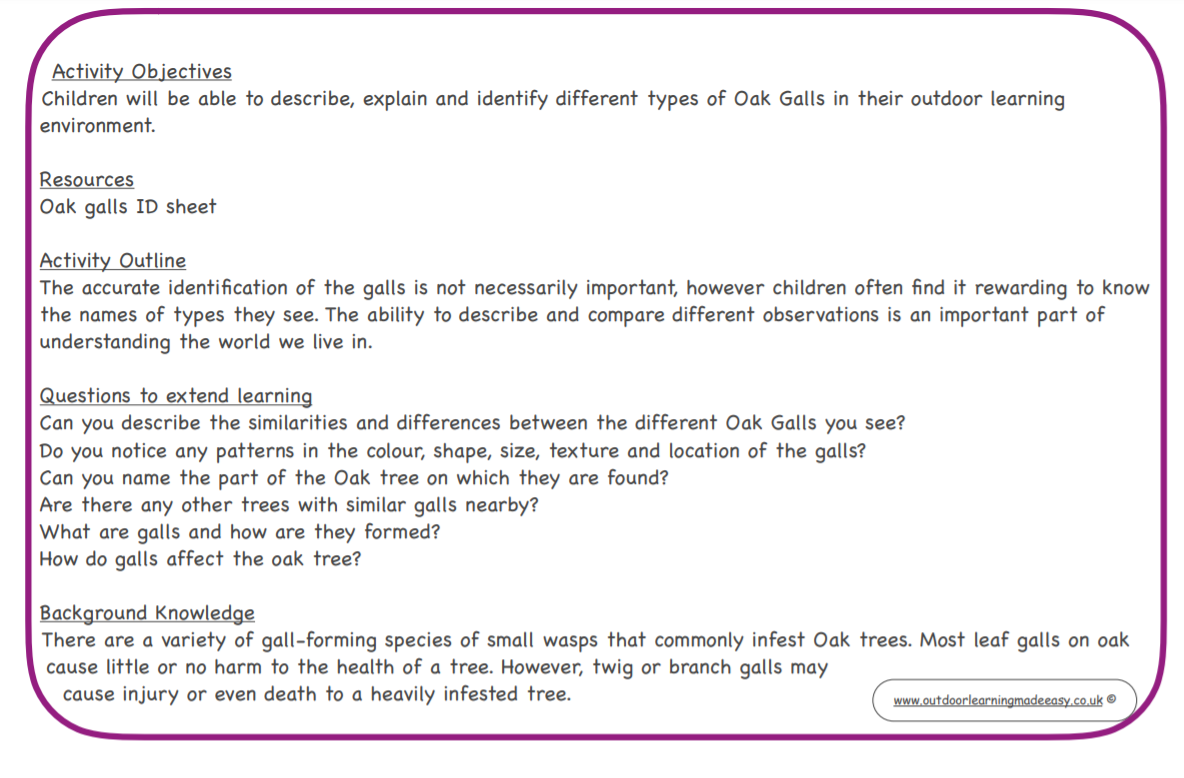 Activity Objectives
Children will be able to describe, explain and identify different types of Oak Galls in their outdoor learning
environment.
Resources
Oak galls ID sheet
Activity Outline
The accurate identification of the galls is not necessarily important, however children often find it rewarding to know
the names of types they see. The ability to describe and compare different observations is an important part of
understanding the world we live in.
Questions to extend learning
Can you describe the similarities and differences between the different Oak Galls you see?
Do you notice any patterns in the colour, shape, size, texture and location of the galls?
Can you name the part of the Oak tree on which they are found?
Are there any other trees with similar galls nearby?
What are galls and how are they formed?
How do galls affect the oak tree?
Background Knowledge
There are a variety of gall-forming species of small wasps that commonly infest Oak trees. Most leaf galls on oak
cause little or no harm to the health of a tree. However, twig or branch galls may
cause injury or even death to a heavily infested tree.
www.outdoorlearningmadeeasy.co.uk ©